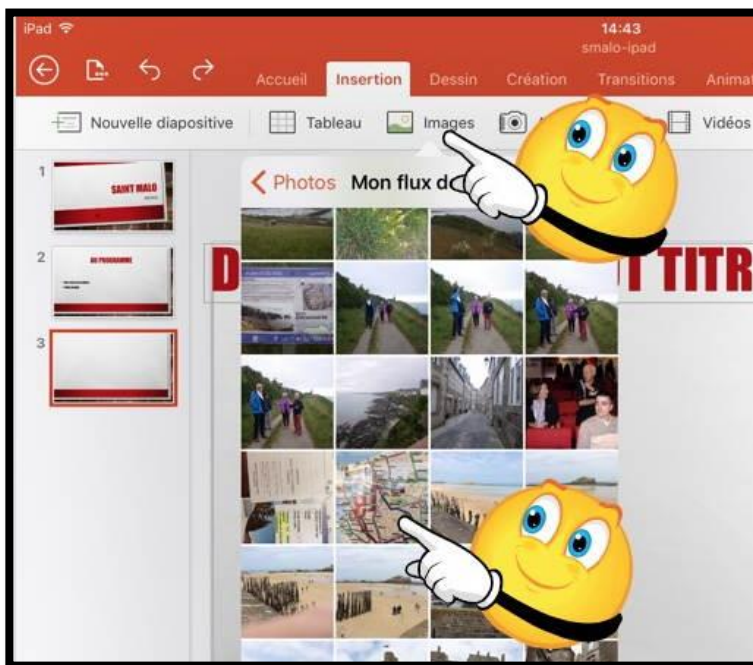 iPad
14:43
smalo-ipad
Accueil Insertion Dessin Création Transitions Animat
Nouvelle diapositive Tableau Images Vidéos
Photos Mon flux d
1
SAINT MALO
2
AU PROGRAMME
3
D T TITR